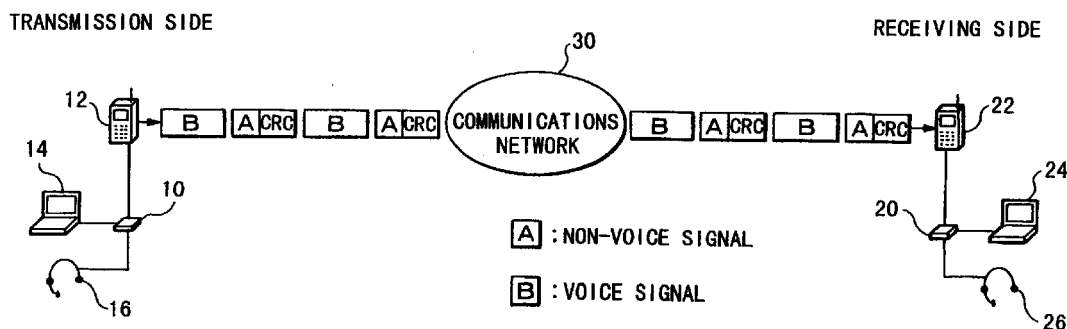 TRANSMISSION SIDE
RECEIVING SIDE
30
12
B A CRC B A CRC
COMMUNICATIONS
NETWORK
B A CRC B A CRC
22
14
10
24
20
A : NON-VOICE SIGNAL
B : VOICE SIGNAL
16
26